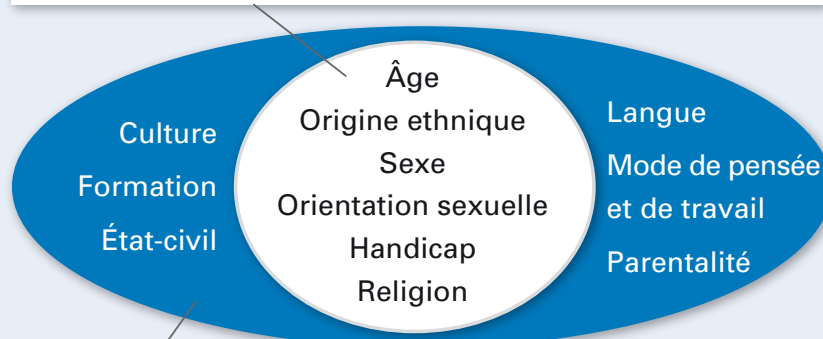 Culture
Formation
État-civil
Âge
Origine ethnique
Sexe
Orientation sexuelle
Handicap
Religion
Langue
Mode de pensée
et de travail
Parentalité